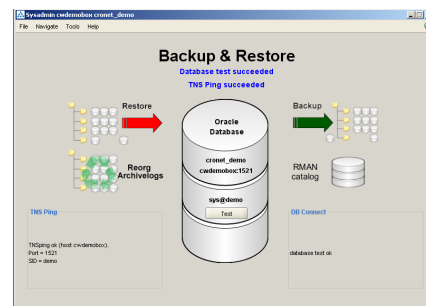 Sysadmin cwdemobox cronet_demo
File Navigate Tools Help
Backup & Restore
Database test succeeded
TNS Ping succeeded
Restore
Backup
Oracle
Database
cronet_demo
cwdemobox:1521
Reorg
Archivelogs
RMAN
catalog
sys@demo
Test
TNS Ping
DB Connect
TNSping ok (host cwdemobox).
Port = 1521
SID = demo
database test ok